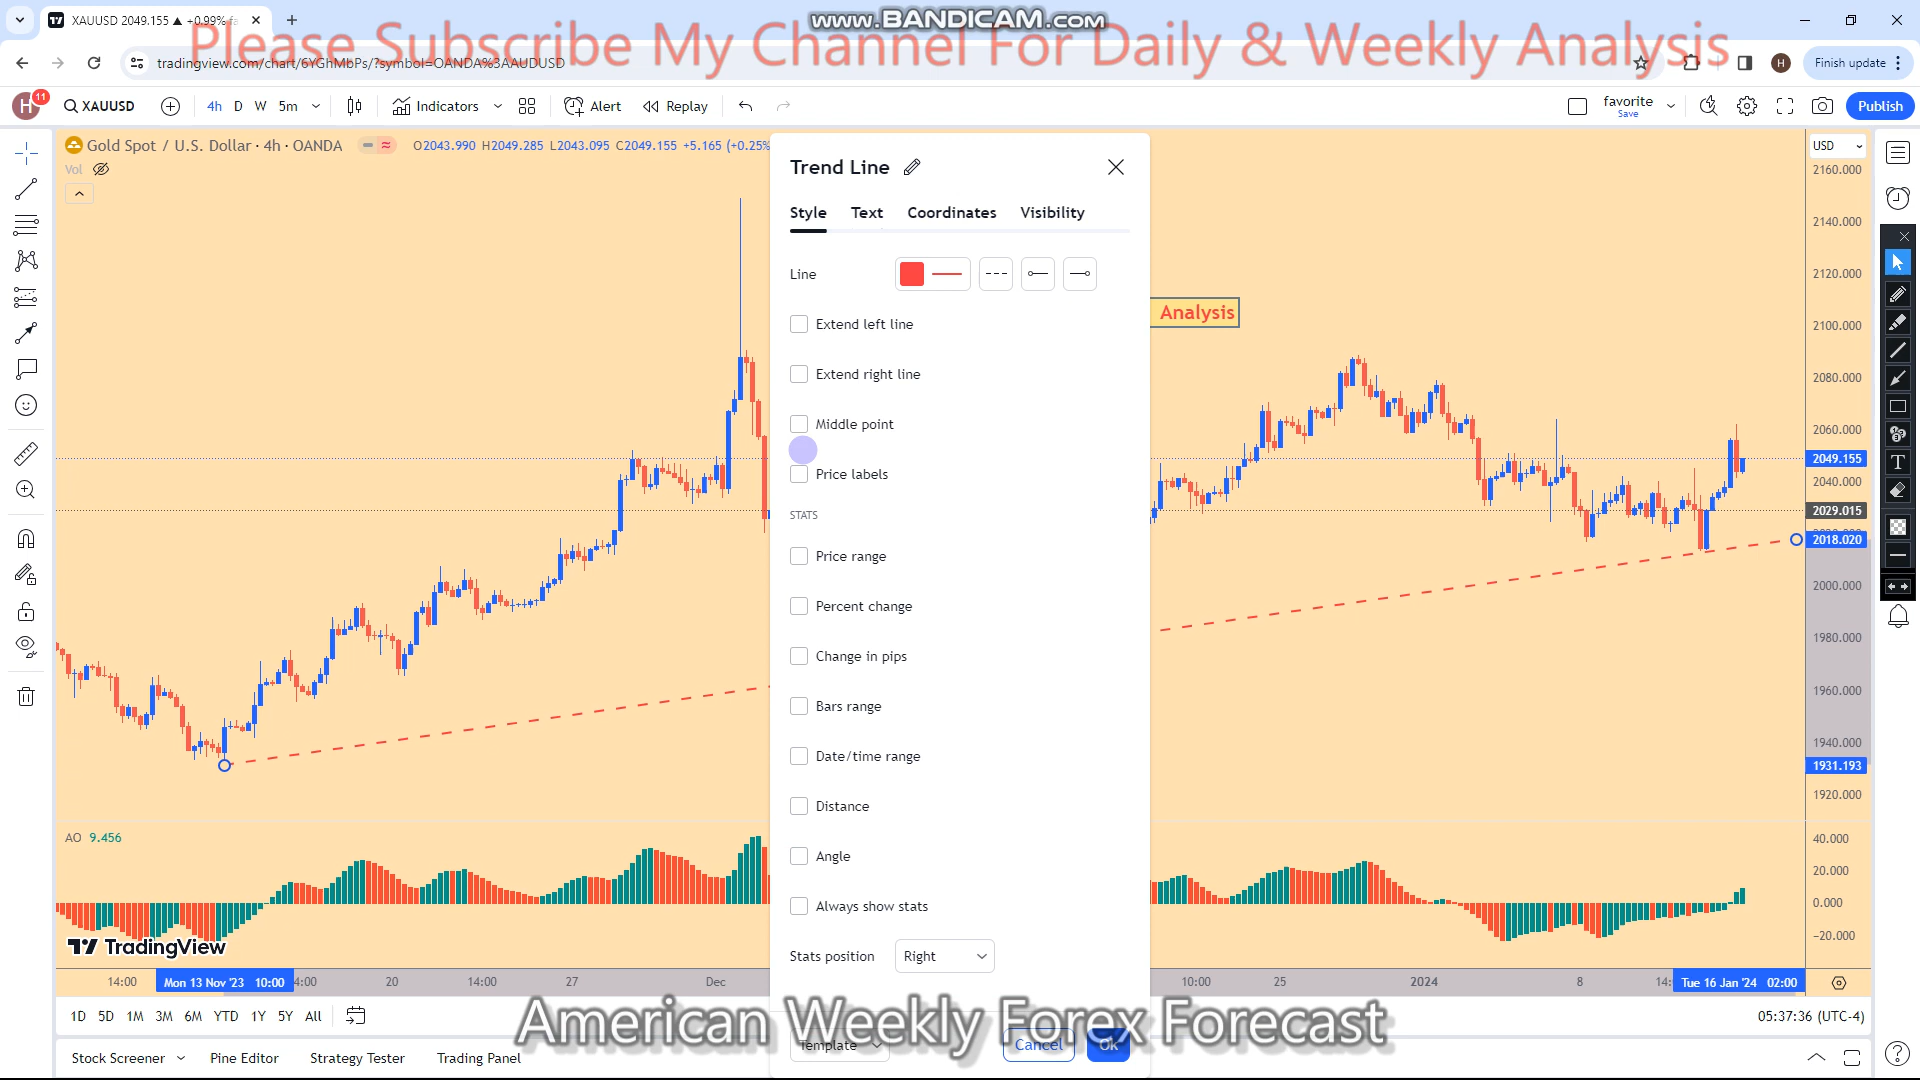 XAUUSD 2049.155 ▲ +0.99%
www.BANDICAM.com
Please Subscribe My Channel For Daily & Weekly Analysis
tradingview.com/chart/6YGhMbPs/?symbol=OANDA%3AAUDUSD
H
Finish update
H
11
XAUUSD
4h
D
W
5m
Indicators
Alert
Replay
favorite
Save
Publish
Gold Spot / U.S. Dollar · 4h · OANDA
O2043.990 H2049.285 L2043.095 C2049.155 +5.165 (+0.25%
Vol
USD
Trend Line
Style
Text
Coordinates
Visibility
Line
Extend left line
Extend right line
Middle point
Price labels
STATS
Price range
Percent change
Change in pips
Bars range
Date/time range
Distance
Angle
Always show stats
Stats position
Right
Template
Cancel
Ok
Analysis
2160.000
2140.000
2120.000
2100.000
2080.000
2060.000
2049.155
2040.000
2029.015
2018.020
2000.000
1980.000
1960.000
1940.000
1931.193
1920.000
AO 9.456
40.000
20.000
0.000
−20.000
TradingView
14:00
Mon 13 Nov '23 10:00
4:00
20
14:00
27
Dec
10:00
25
2024
8
14:
Tue 16 Jan '24 02:00
1D
5D
1M
3M
6M
YTD
1Y
5Y
All
05:37:36 (UTC-4)
American Weekly Forex Forecast
Stock Screener
Pine Editor
Strategy Tester
Trading Panel